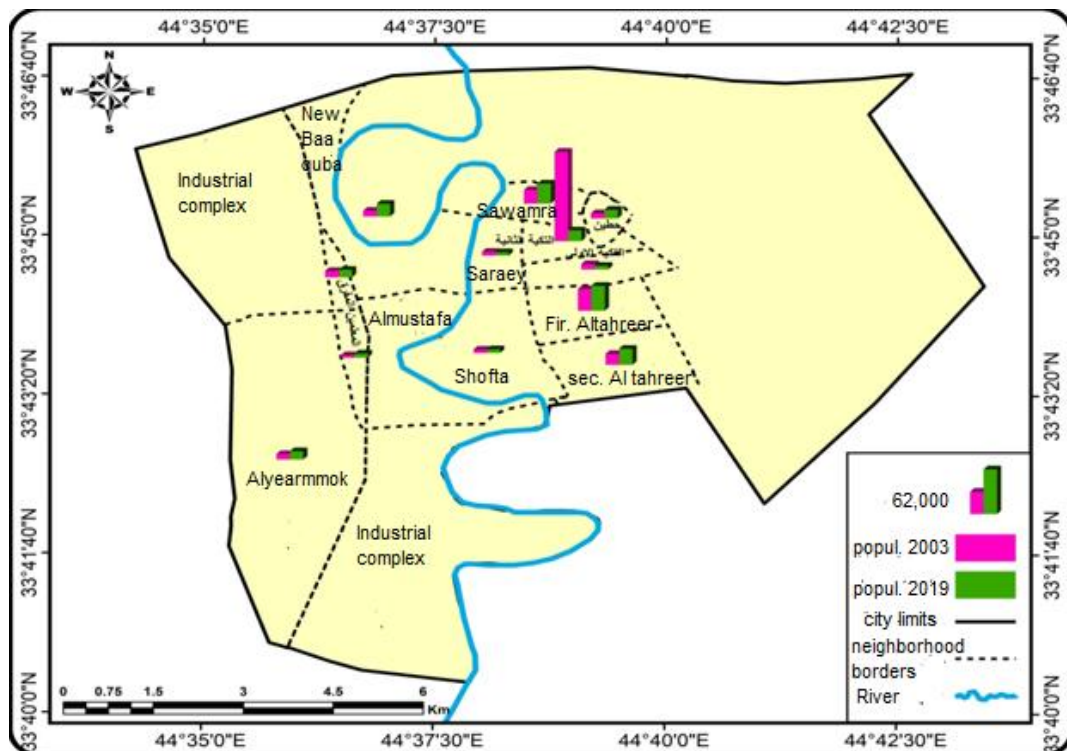 44°35'0"E 44°37'30"E 44°40'0"E 44°42'30"E
33°46'40"N
33°45'0"N
33°43'20"N
33°41'40"N
33°40'0"N
N
W E
S
New
Baa
quba
Industrial
complex
Sawamra
حطين
التكية الثانية
Saraey
Almustafa
Fir. Altahreer
Shofta
sec. Al tahreer
Alyearmmok
Industrial
complex
62,000
popul. 2003
popul. 2019
city limits
neighborhood
borders
River
0 0.75 1.5 3 4.5 6
Km
33°46'40"N
33°45'0"N
33°43'20"N
33°41'40"N
33°40'0"N
44°35'0"E 44°37'30"E 44°40'0"E 44°42'30"E